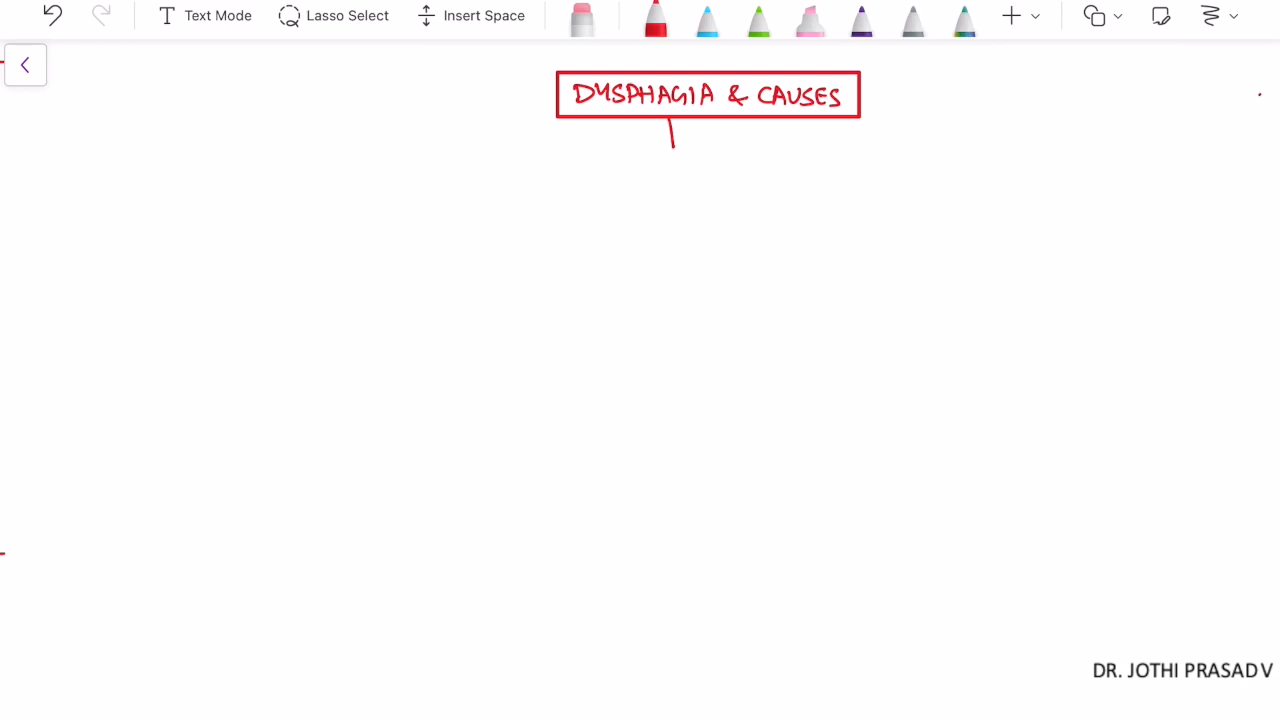 Text Mode Lasso Select Insert Space
DYSPHAGIA & CAUSES
DR. JOTHI PRASAD V